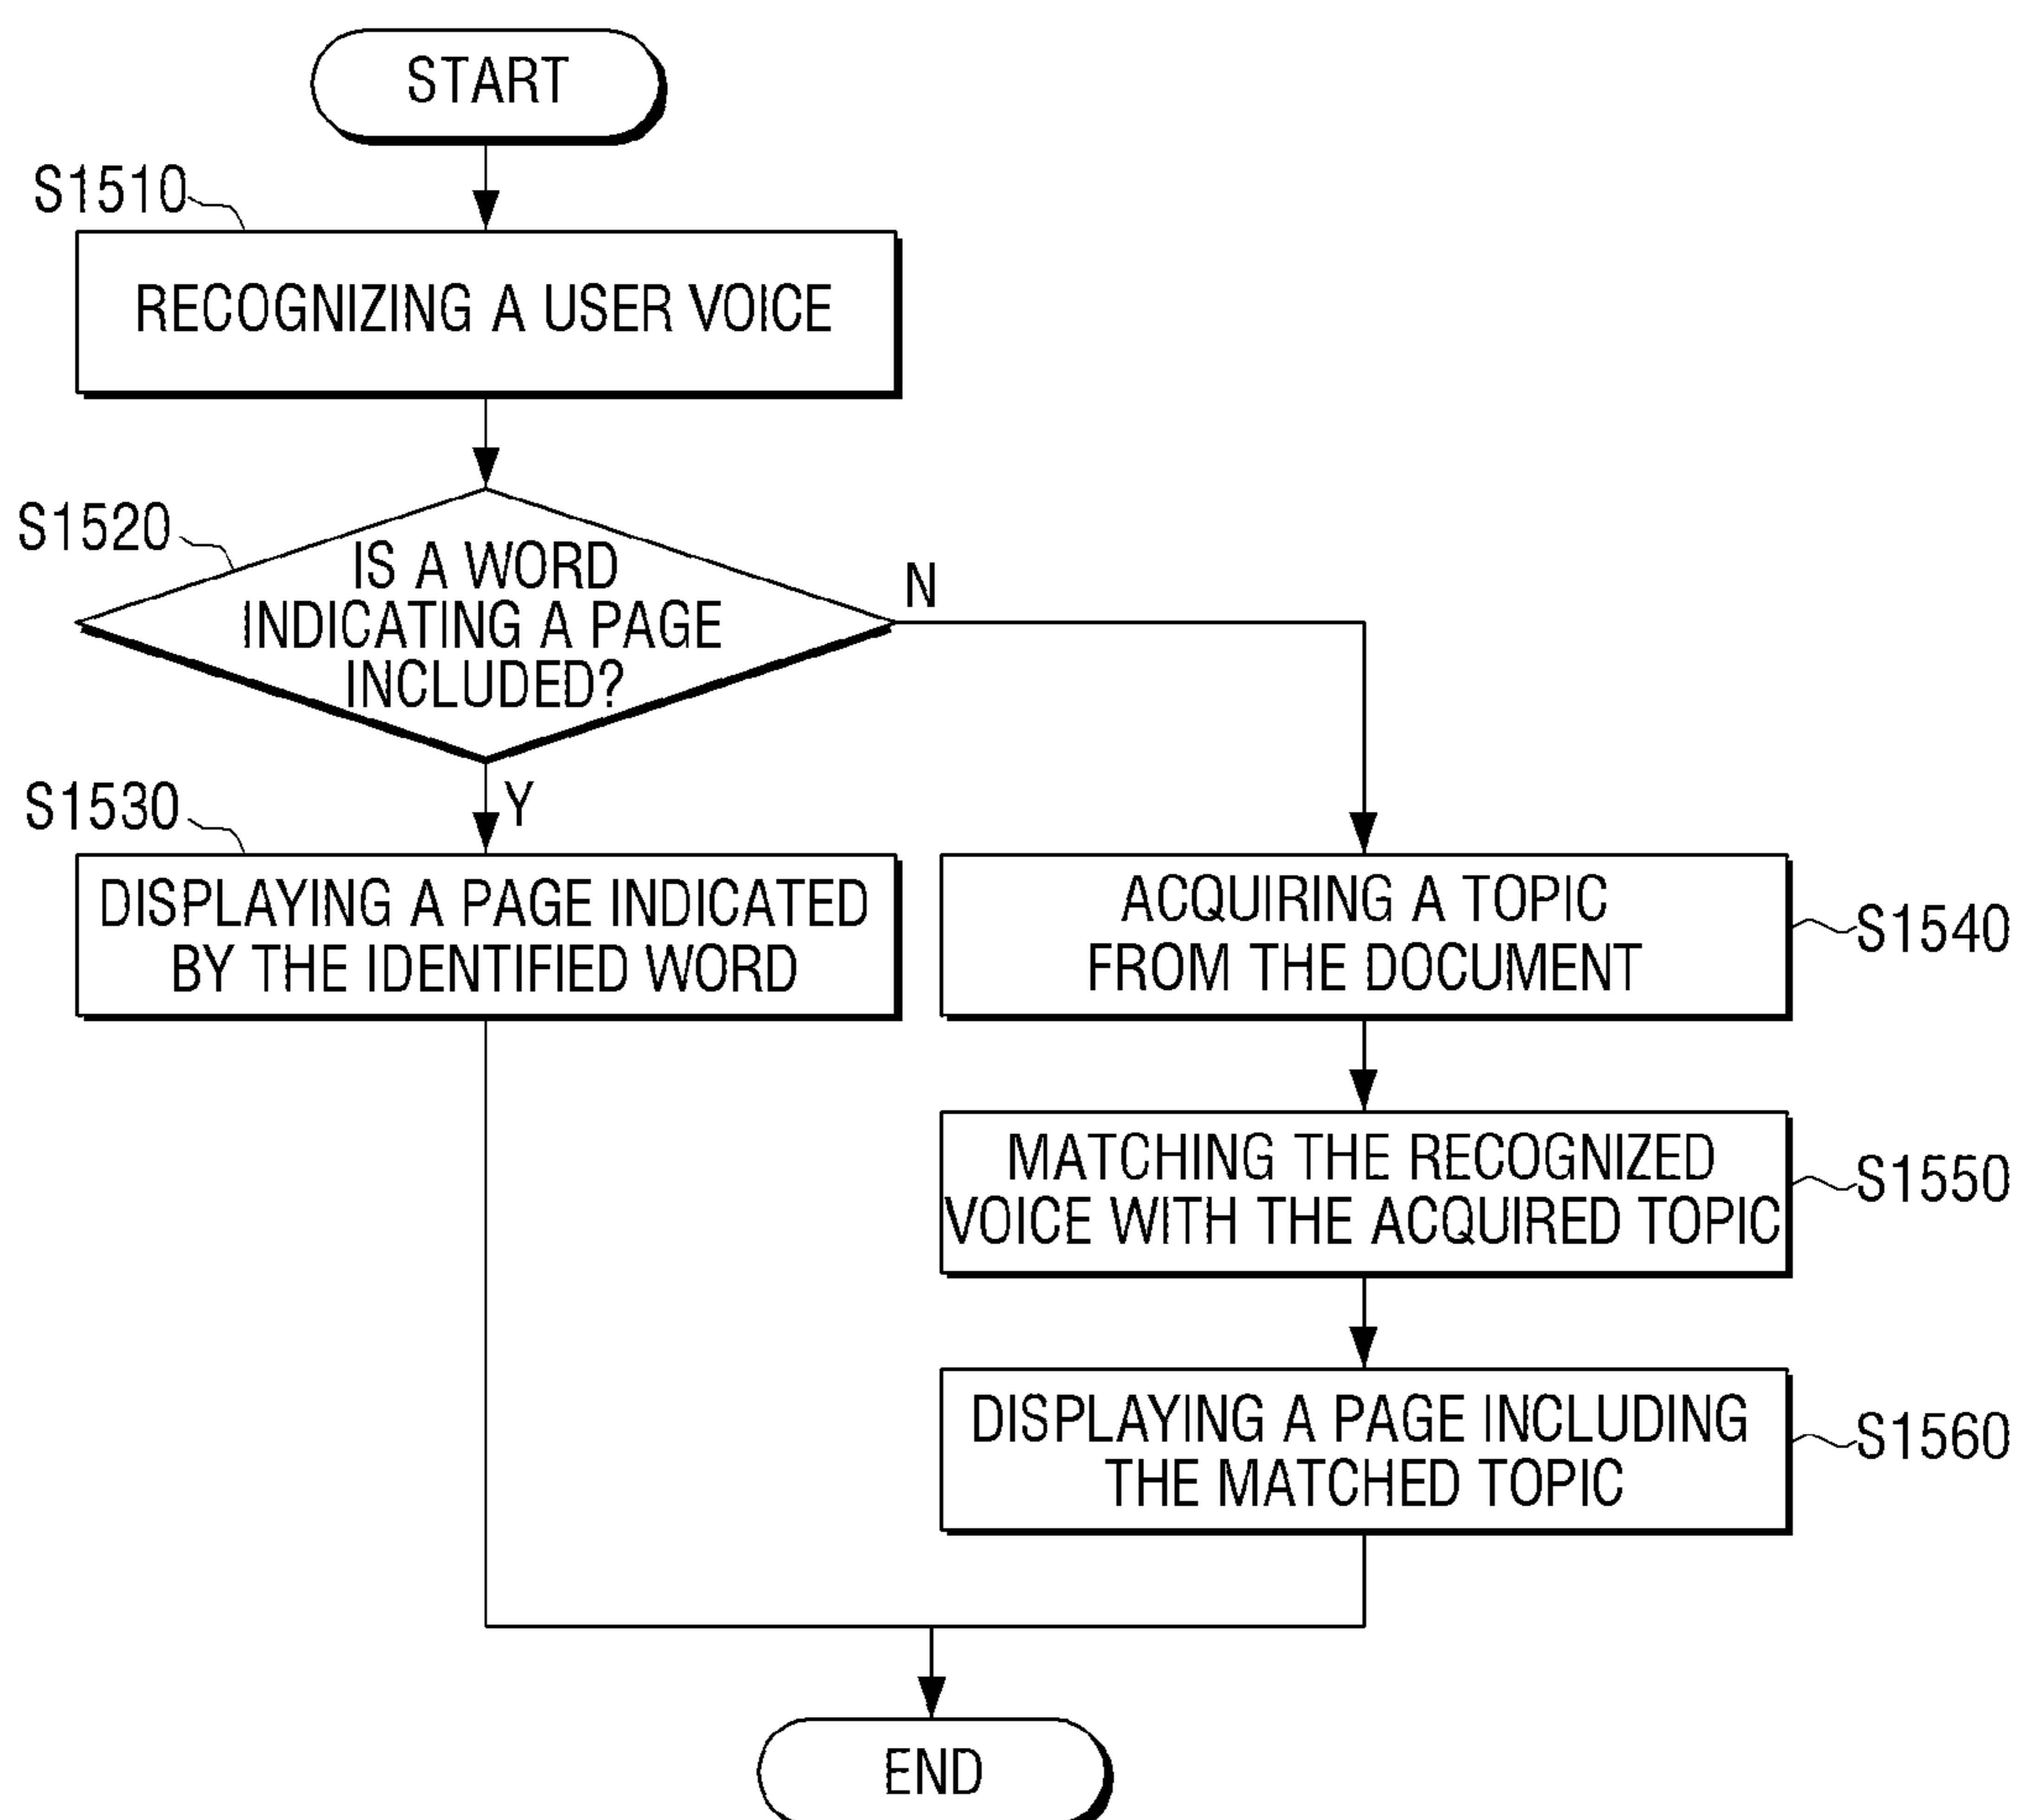 START
S1510
RECOGNIZING A USER VOICE
S1520
IS A WORD
INDICATING A PAGE
INCLUDED?
N
Y
S1530
DISPLAYING A PAGE INDICATED
BY THE IDENTIFIED WORD
ACQUIRING A TOPIC
FROM THE DOCUMENT
S1540
MATCHING THE RECOGNIZED
VOICE WITH THE ACQUIRED TOPIC
S1550
DISPLAYING A PAGE INCLUDING
THE MATCHED TOPIC
S1560
END